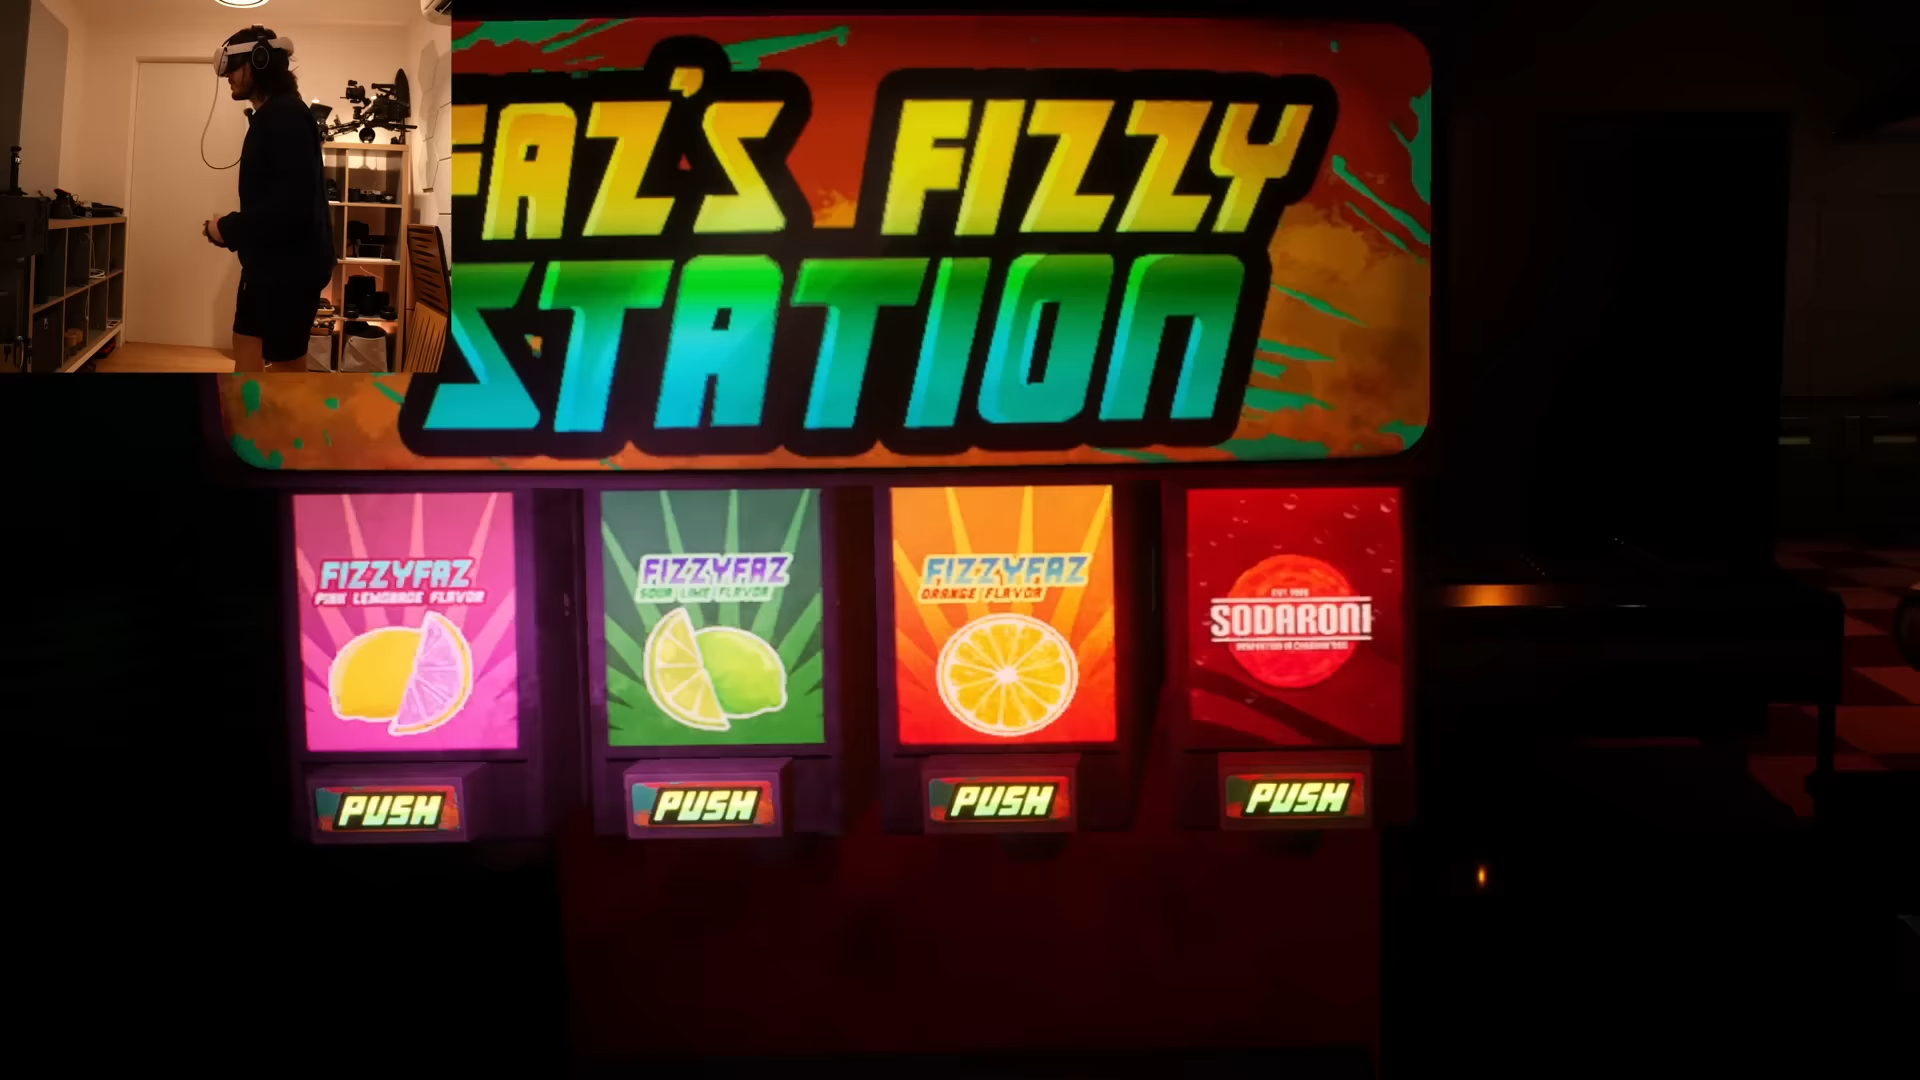 FAZ'S FIZZY
STATION
FIZZYFAZ
PINK LEMONADE FLAVOR
FIZZYFAZ
SOUR LIME FLAVOR
FIZZYFAZ
ORANGE FLAVOR
SODARONI
PUSH
PUSH
PUSH
PUSH